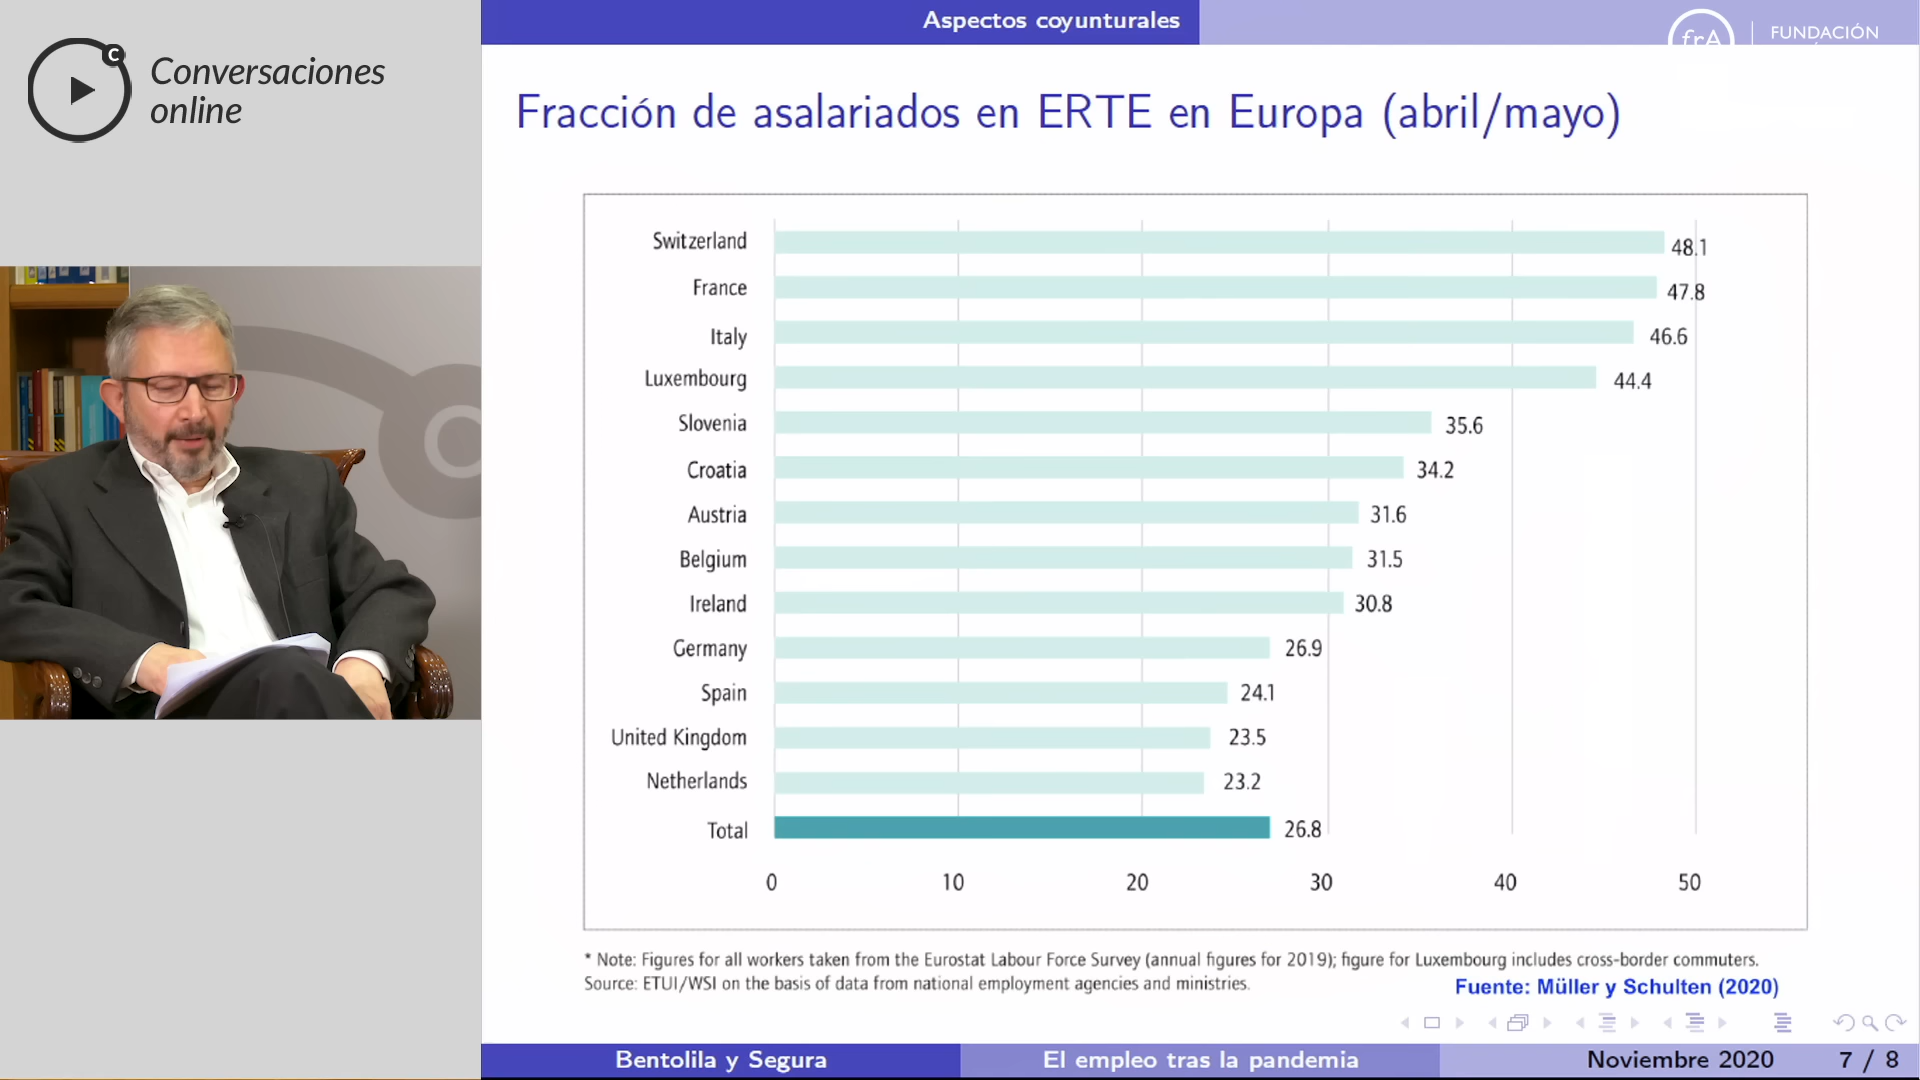 C
Conversaciones
online
Aspectos coyunturales
frA
FUNDACIÓN
Fracción de asalariados en ERTE en Europa (abril/mayo)
Switzerland 48.1
France 47.8
Italy 46.6
Luxembourg 44.4
Slovenia 35.6
Croatia 34.2
Austria 31.6
Belgium 31.5
Ireland 30.8
Germany 26.9
Spain 24.1
United Kingdom 23.5
Netherlands 23.2
Total 26.8
0 10 20 30 40 50
* Note: Figures for all workers taken from the Eurostat Labour Force Survey (annual figures for 2019); figure for Luxembourg includes cross-border commuters.
Source: ETUI/WSI on the basis of data from national employment agencies and ministries.
Fuente: Müller y Schulten (2020)
Bentolila y Segura El empleo tras la pandemia Noviembre 2020 7 / 8